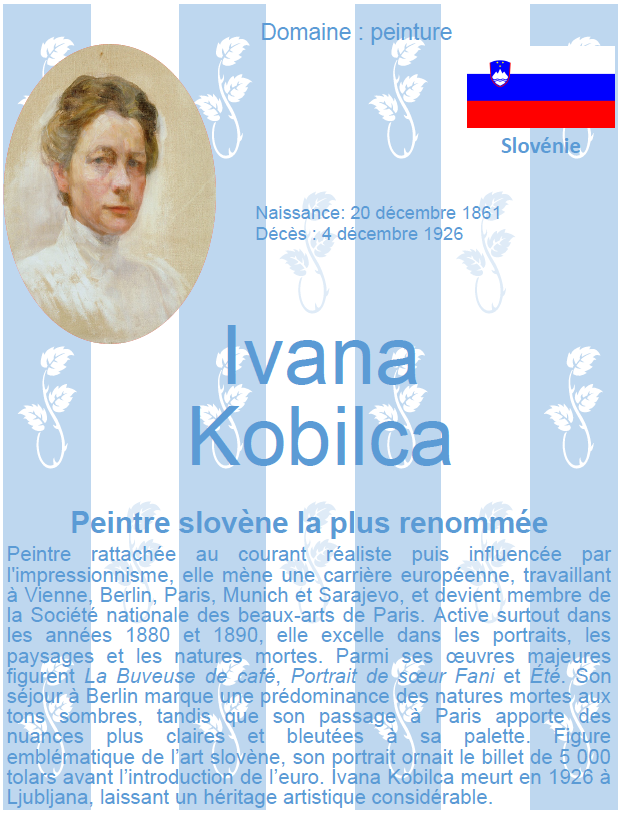 Domaine : peinture
Slovénie
Naissance: 20 décembre 1861
Décès : 4 décembre 1926
Ivana
Kobilca
Peintre slovène la plus renommée
Peintre rattachée au courant réaliste puis influencée par
l'impressionnisme, elle mène une carrière européenne, travaillant
à Vienne, Berlin, Paris, Munich et Sarajevo, et devient membre de
la Société nationale des beaux-arts de Paris. Active surtout dans
les années 1880 et 1890, elle excelle dans les portraits, les
paysages et les natures mortes. Parmi ses œuvres majeures
figurent La Buveuse de café, Portrait de sœur Fani et Été. Son
séjour à Berlin marque une prédominance des natures mortes aux
tons sombres, tandis que son passage à Paris apporte des
nuances plus claires et bleutées à sa palette. Figure
emblématique de l’art slovène, son portrait ornait le billet de 5 000
tolars avant l’introduction de l’euro. Ivana Kobilca meurt en 1926 à
Ljubljana, laissant un héritage artistique considérable.